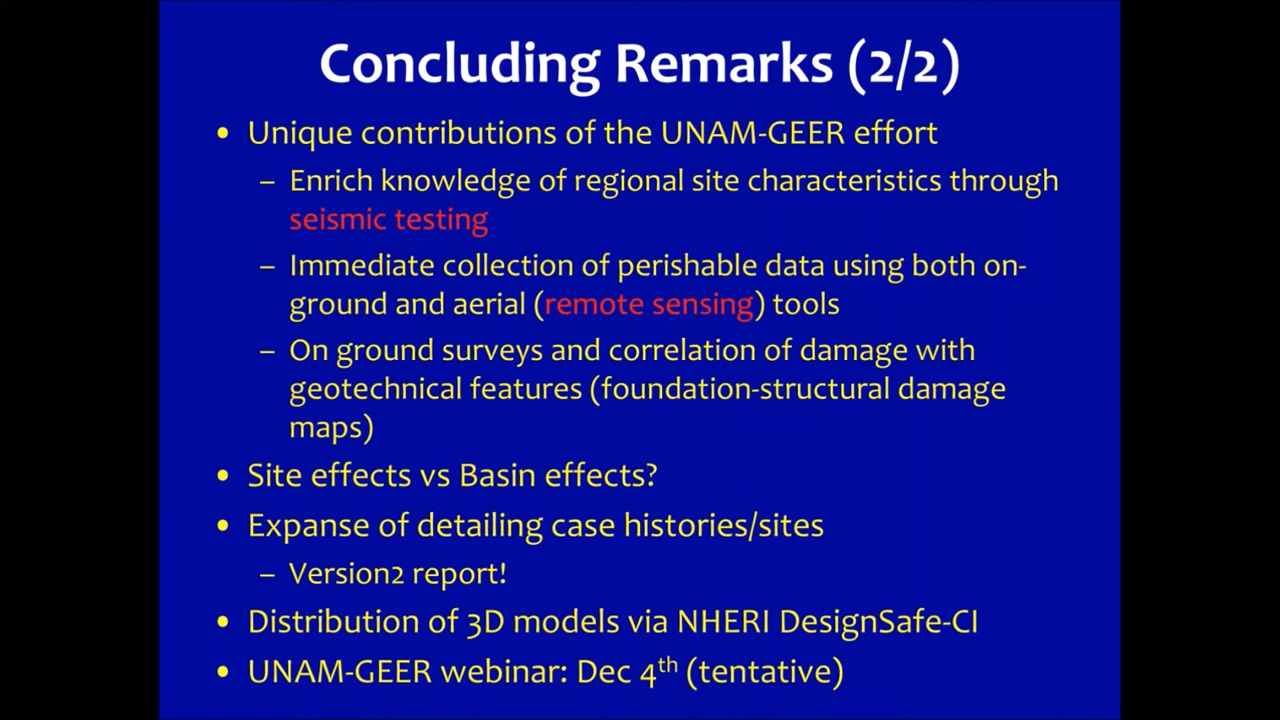 Concluding Remarks (2/2)
• Unique contributions of the UNAM-GEER effort
– Enrich knowledge of regional site characteristics through
seismic testing
– Immediate collection of perishable data using both on-
ground and aerial (remote sensing) tools
– On ground surveys and correlation of damage with
geotechnical features (foundation-structural damage
maps)
• Site effects vs Basin effects?
• Expanse of detailing case histories/sites
– Version2 report!
• Distribution of 3D models via NHERI DesignSafe-CI
• UNAM-GEER webinar: Dec 4th (tentative)